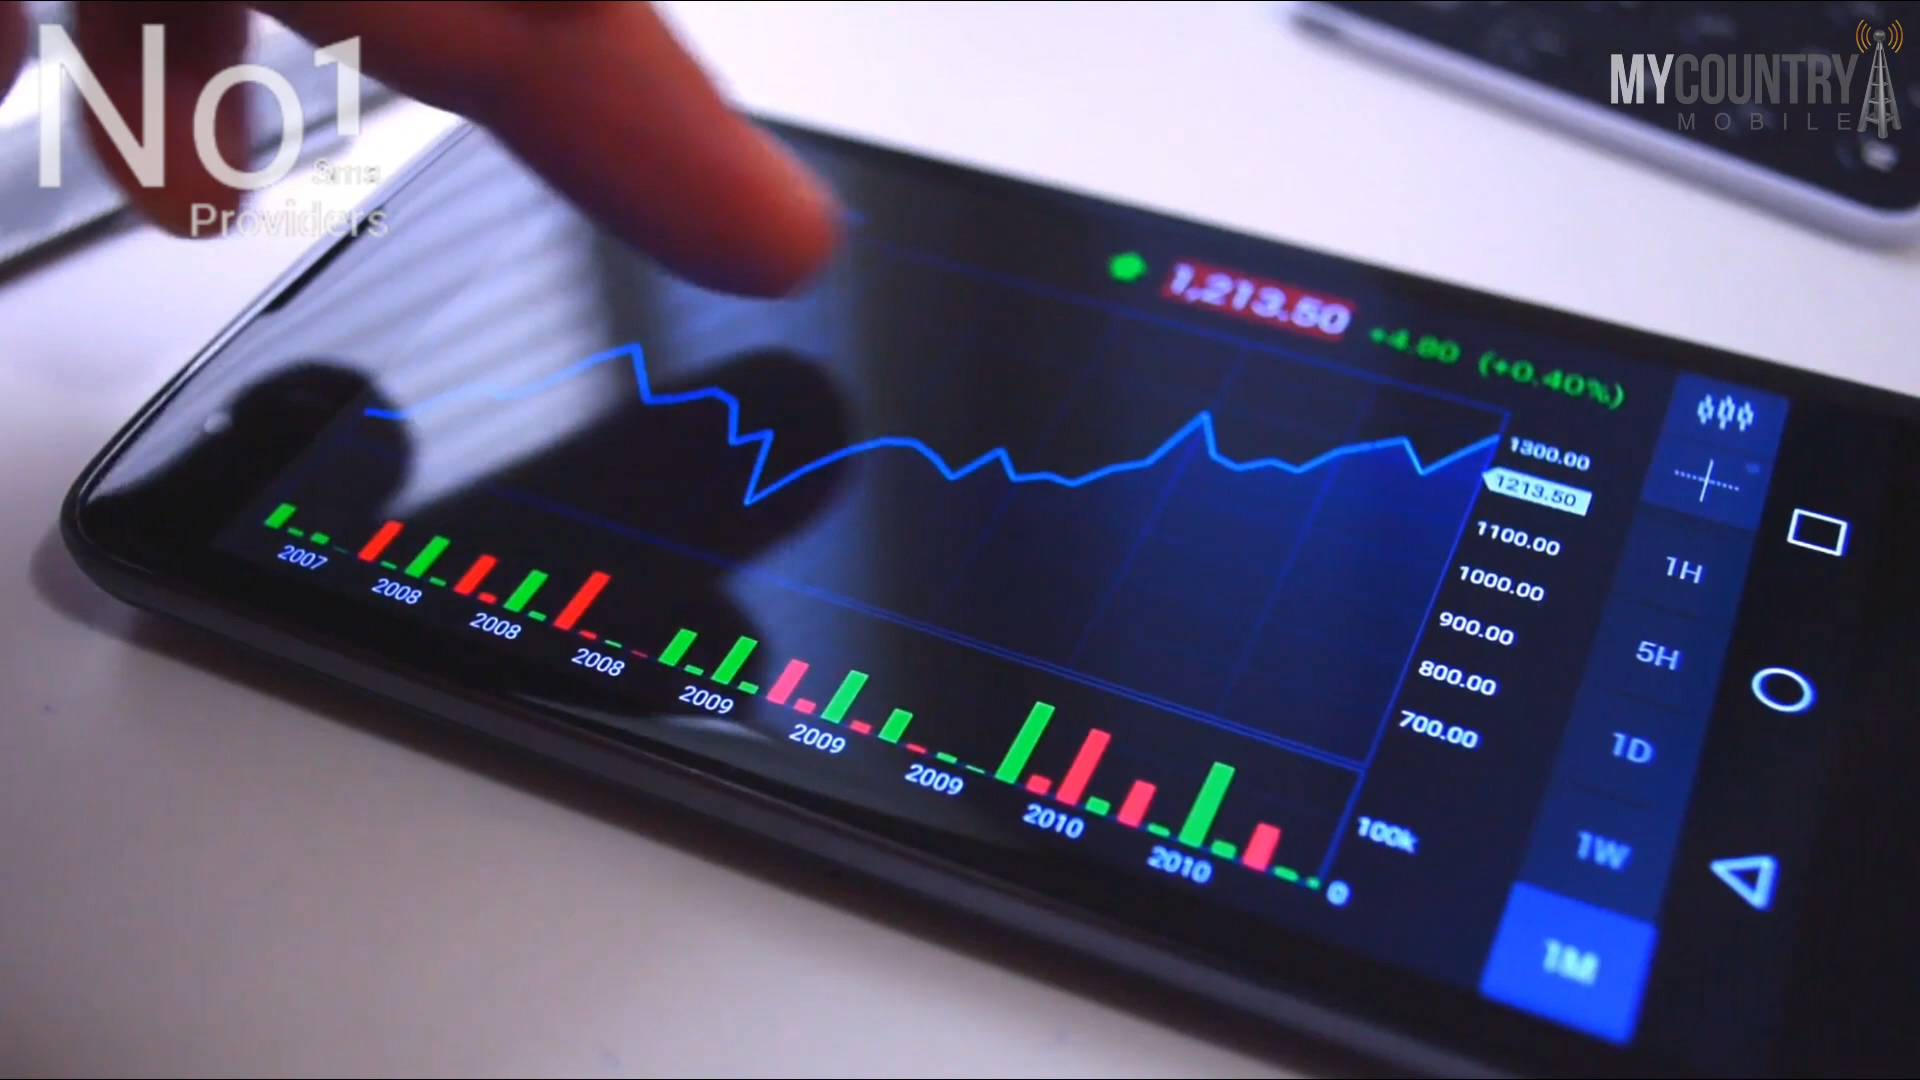 No1
Sms
Providers
MYCOUNTRY
MOBILE
1,213.50 +4.80 (+0.40%)
1300.00
1213.50
1100.00
1000.00
900.00
800.00
700.00
100k
0
2007
2008
2008
2008
2009
2009
2009
2010
2010
1H
5H
1D
1W
1M